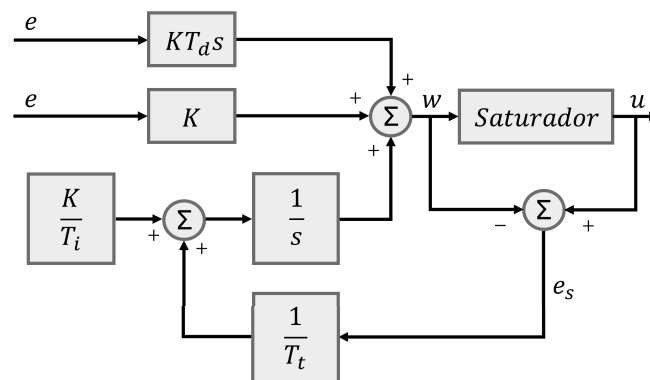 e
KT_d s
+
e
K
+
Σ
w
Saturador
u
+
K/T_i
+
Σ
+
1/s
−
Σ
+
e_s
1/T_t